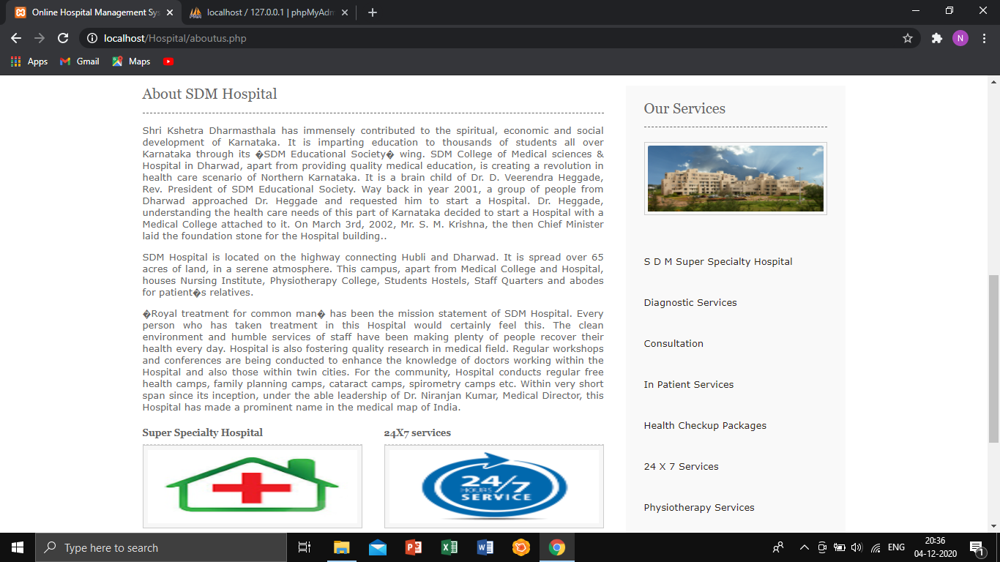 Online Hospital Management Sys
localhost / 127.0.0.1 | phpMyAdm
localhost/Hospital/aboutus.php
N
Apps
Gmail
Maps
About SDM Hospital
Shri Kshetra Dharmasthala has immensely contributed to the spiritual, economic and social
development of Karnataka. It is imparting education to thousands of students all over
Karnataka through its �SDM Educational Society� wing. SDM College of Medical sciences &
Hospital in Dharwad, apart from providing quality medical education, is creating a revolution in
health care scenario of Northern Karnataka. It is a brain child of Dr. D. Veerendra Heggade,
Rev. President of SDM Educational Society. Way back in year 2001, a group of people from
Dharwad approached Dr. Heggade and requested him to start a Hospital. Dr. Heggade,
understanding the health care needs of this part of Karnataka decided to start a Hospital with a
Medical College attached to it. On March 3rd, 2002, Mr. S. M. Krishna, the then Chief Minister
laid the foundation stone for the Hospital building..
SDM Hospital is located on the highway connecting Hubli and Dharwad. It is spread over 65
acres of land, in a serene atmosphere. This campus, apart from Medical College and Hospital,
houses Nursing Institute, Physiotherapy College, Students Hostels, Staff Quarters and abodes
for patient�s relatives.
�Royal treatment for common man� has been the mission statement of SDM Hospital. Every
person who has taken treatment in this Hospital would certainly feel this. The clean
environment and humble services of staff have been making plenty of people recover their
health every day. Hospital is also fostering quality research in medical field. Regular workshops
and conferences are being conducted to enhance the knowledge of doctors working within the
Hospital and also those within twin cities. For the community, Hospital conducts regular free
health camps, family planning camps, cataract camps, spirometry camps etc. Within very short
span since its inception, under the able leadership of Dr. Niranjan Kumar, Medical Director, this
Hospital has made a prominent name in the medical map of India.
Super Specialty Hospital
24X7 services
24/7
HOURS
SERVICE
Our Services
S D M Super Specialty Hospital
Diagnostic Services
Consultation
In Patient Services
Health Checkup Packages
24 X 7 Services
Physiotherapy Services
Type here to search
ENG
20:36
04-12-2020
1